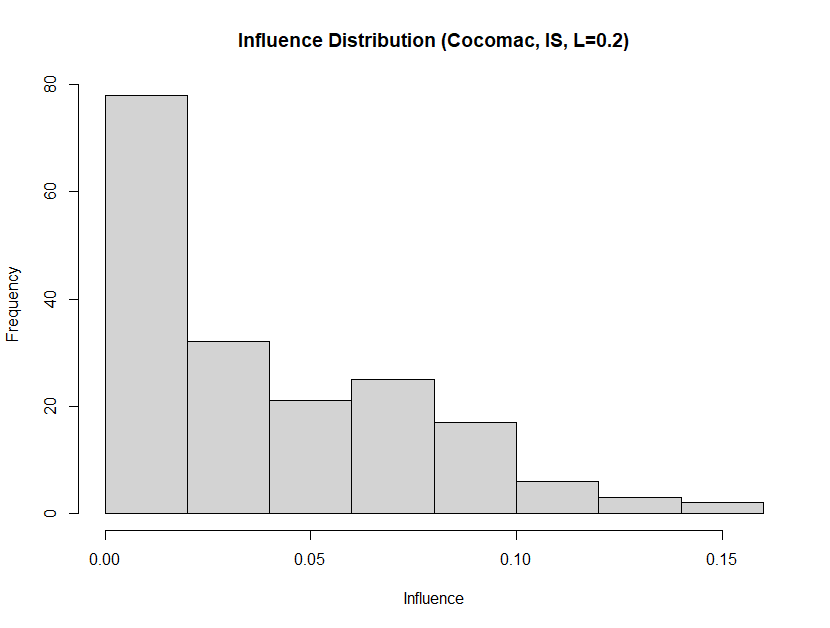 Influence Distribution (Cocomac, IS, L=0.2)
Frequency
80
60
40
20
0
0.00 0.05 0.10 0.15
Influence